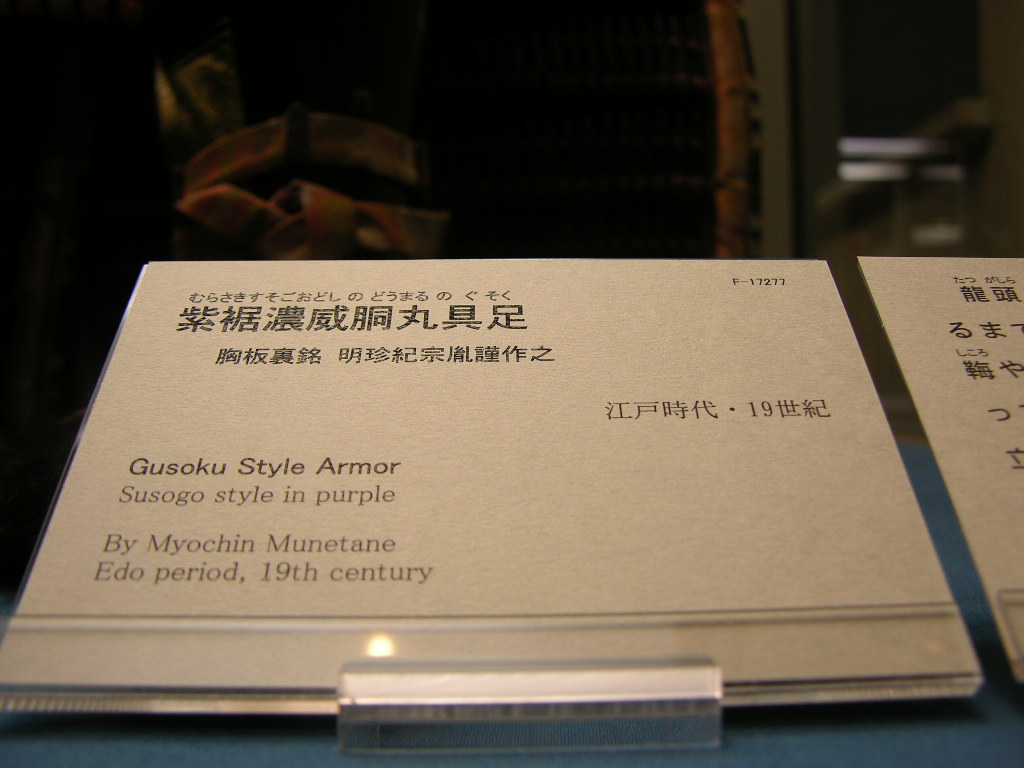 F-17277
むらさきすそごおどし の どうまる の ぐ そく
紫裾濃威胴丸具足
胸板裏銘 明珍紀宗胤謹作之
江戸時代・19世紀
Gusoku Style Armor
Susogo style in purple
By Myochin Munetane
Edo period, 19th century
たつ がしら
龍頭
るまで
しころ
や
つ
立